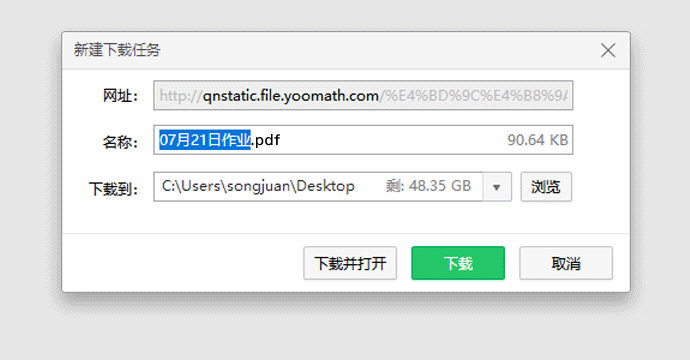 新建下载任务
网址： http://qnstatic.file.yoomath.com/%E4%BD%9C%E4%B8%9A
名称： 07月21日作业.pdf 90.64 KB
下载到： C:\Users\songjuan\Desktop 剩: 48.35 GB 浏览
下载并打开 下载 取消